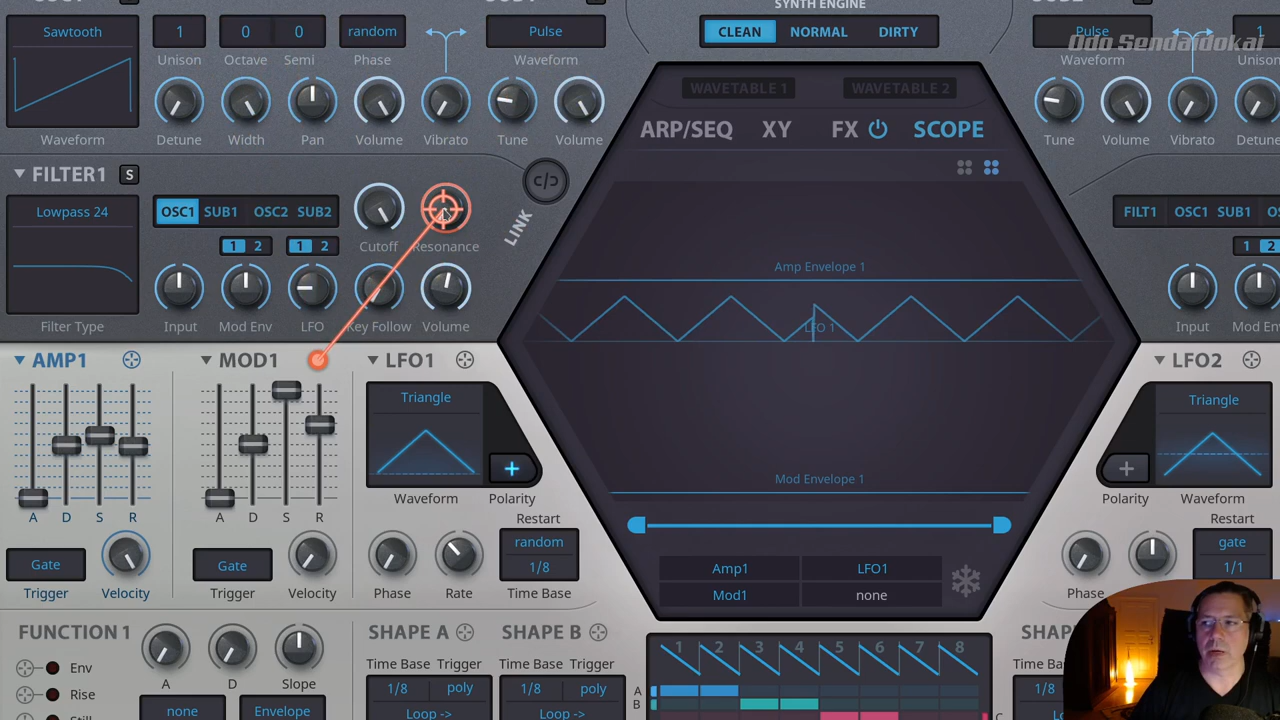 SYNTH ENGINE
CLEAN NORMAL DIRTY
Odo Sendaidokai
Sawtooth
1 0 0 random
Pulse
Pulse
Unison Octave Semi Phase
Waveform
Waveform
Unison
Waveform Detune Width Pan Volume Vibrato Tune Volume
Tune Volume Vibrato Detune
WAVETABLE 1 WAVETABLE 2
ARP/SEQ XY FX SCOPE
FILTER1 S
LINK
Lowpass 24
OSC1 SUB1 OSC2 SUB2
1 2 1 2
Cutoff Resonance
Filter Type Input Mod Env LFO Key Follow Volume
FILT1 OSC1 SUB1
1 2
Input
Amp Envelope 1
LFO 1
Mod Envelope 1
Amp1 LFO1
Mod1 none
AMP1
A D S R
Gate
Trigger Velocity
MOD1
A D S R
Gate
Trigger Velocity
LFO1
Triangle
+
Waveform Polarity
Restart
random
1/8
Phase Rate Time Base
LFO2
Triangle
+
Polarity Waveform
Restart
gate
1/1
Phase
FUNCTION 1
Env
Rise
A D Slope
none Envelope
SHAPE A SHAPE B
Time Base Trigger Time Base Trigger
1/8 poly 1/8 poly
Loop -> Loop ->
1 2 3 4 5 6 7 8
A
B
C
Time
1/8